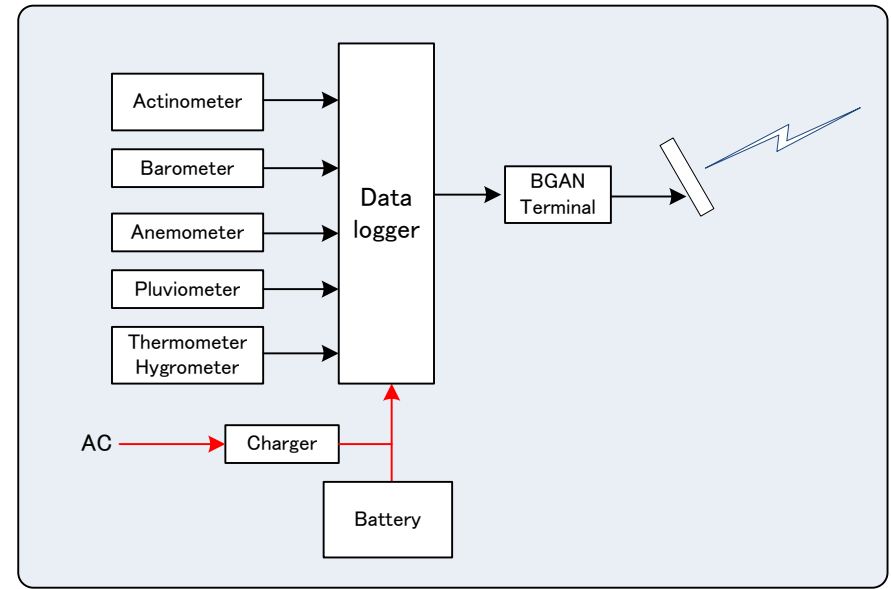 Actinometer
Barometer
Anemometer
Pluviometer
Thermometer
Hygrometer
Data
logger
BGAN
Terminal
AC
Charger
Battery